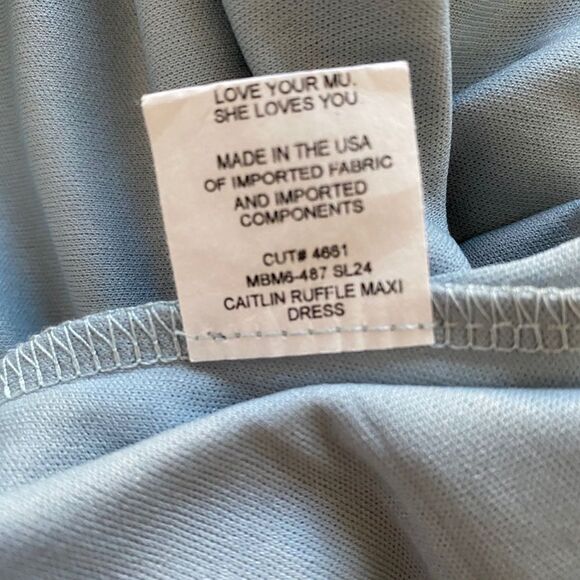 LOVE YOUR MU.
SHE LOVES YOU
MADE IN THE USA
OF IMPORTED FABRIC
AND IMPORTED
COMPONENTS
CUT# 4661
MBM6-487 SL24
CAITLIN RUFFLE MAXI
DRESS